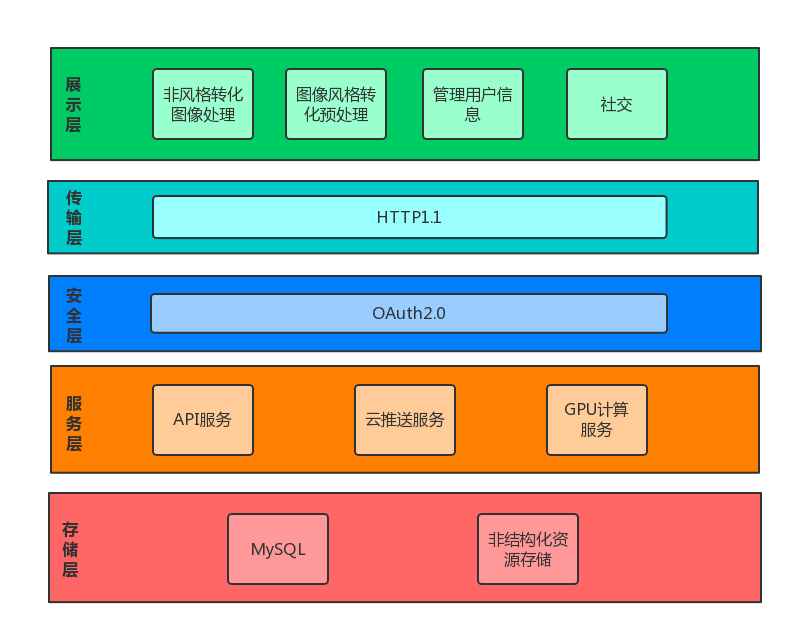 展
示
层
非风格转化
图像处理
图像风格转
化预处理
管理用户信
息
社交
传
输
层
HTTP1.1
安
全
层
OAuth2.0
服
务
层
API服务
云推送服务
GPU计算
服务
存
储
层
MySQL
非结构化资
源存储